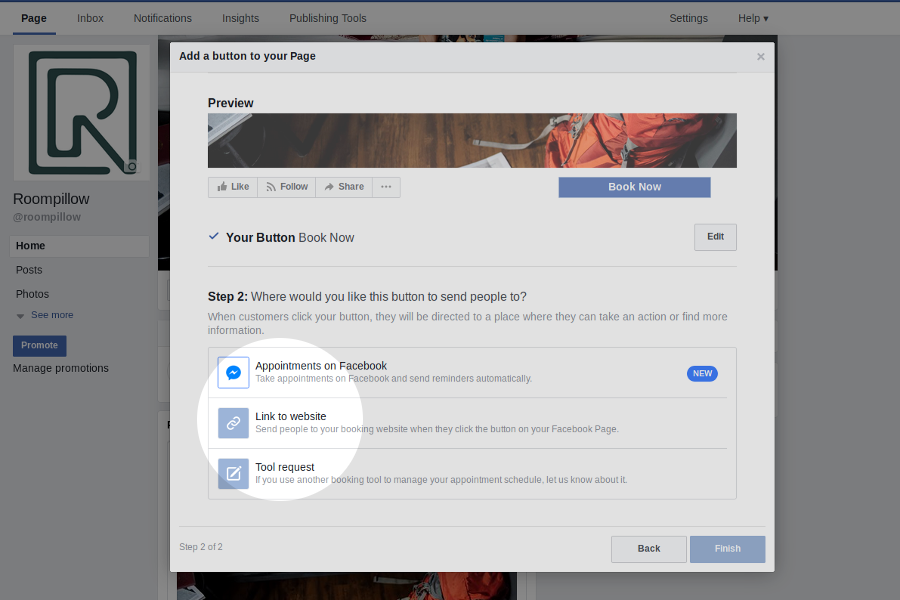 Page Inbox Notifications Insights Publishing Tools Settings Help ▾
Add a button to your Page ×
Preview
Like Follow Share ···
Book Now
Roompillow
@roompillow
Home
Posts
Photos
See more
Promote
Manage promotions
Your Button Book Now
Edit
Step 2: Where would you like this button to send people to?
When customers click your button, they will be directed to a place where they can take an action or find more
information.
Appointments on Facebook
Take appointments on Facebook and send reminders automatically.
NEW
Link to website
Send people to your booking website when they click the button on your Facebook Page.
Tool request
If you use another booking tool to manage your appointment schedule, let us know about it.
Step 2 of 2
Back
Finish